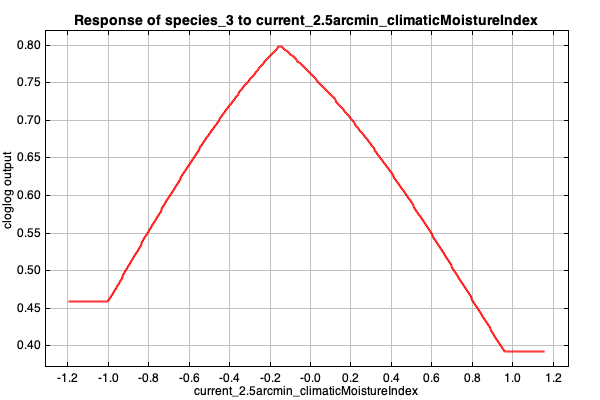 Response of species_3 to current_2.5arcmin_climaticMoistureIndex
cloglog output
0.80
0.75
0.70
0.65
0.60
0.55
0.50
0.45
0.40
-1.2 -1.0 -0.8 -0.6 -0.4 -0.2 -0.0 0.2 0.4 0.6 0.8 1.0 1.2
current_2.5arcmin_climaticMoistureIndex